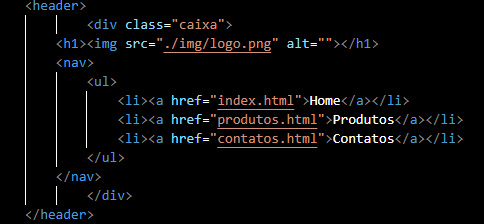 <header>
<div class="caixa">
<h1><img src="./img/logo.png" alt=""></h1>
<nav>
<ul>
<li><a href="index.html">Home</a></li>
<li><a href="produtos.html">Produtos</a></li>
<li><a href="contatos.html">Contatos</a></li>
</ul>
</nav>
</div>
</header>